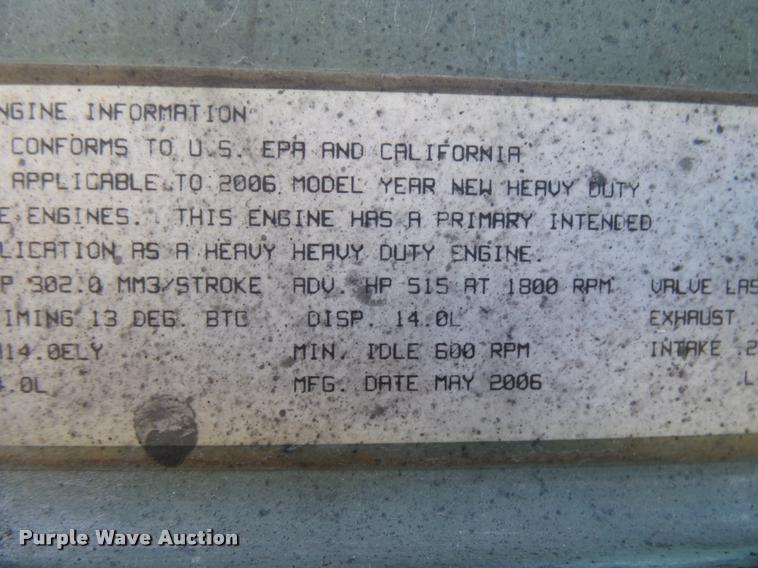 NGINE INFORMATION
CONFORMS TO U.S. EPA AND CALIFORNIA
APPLICABLE TO 2006 MODEL YEAR NEW HEAVY DUTY
E ENGINES. THIS ENGINE HAS A PRIMARY INTENDED
LICATION AS A HEAVY HEAVY DUTY ENGINE.
P 302.0 MM3/STROKE ADV. HP 515 AT 1800 RPM VALVE LAS
IMING 13 DEG. BTC DISP. 14.0L EXHAUST .
14.0ELY MIN. IDLE 600 RPM INTAKE .2
.0L MFG. DATE MAY 2006 L
Purple Wave Auction